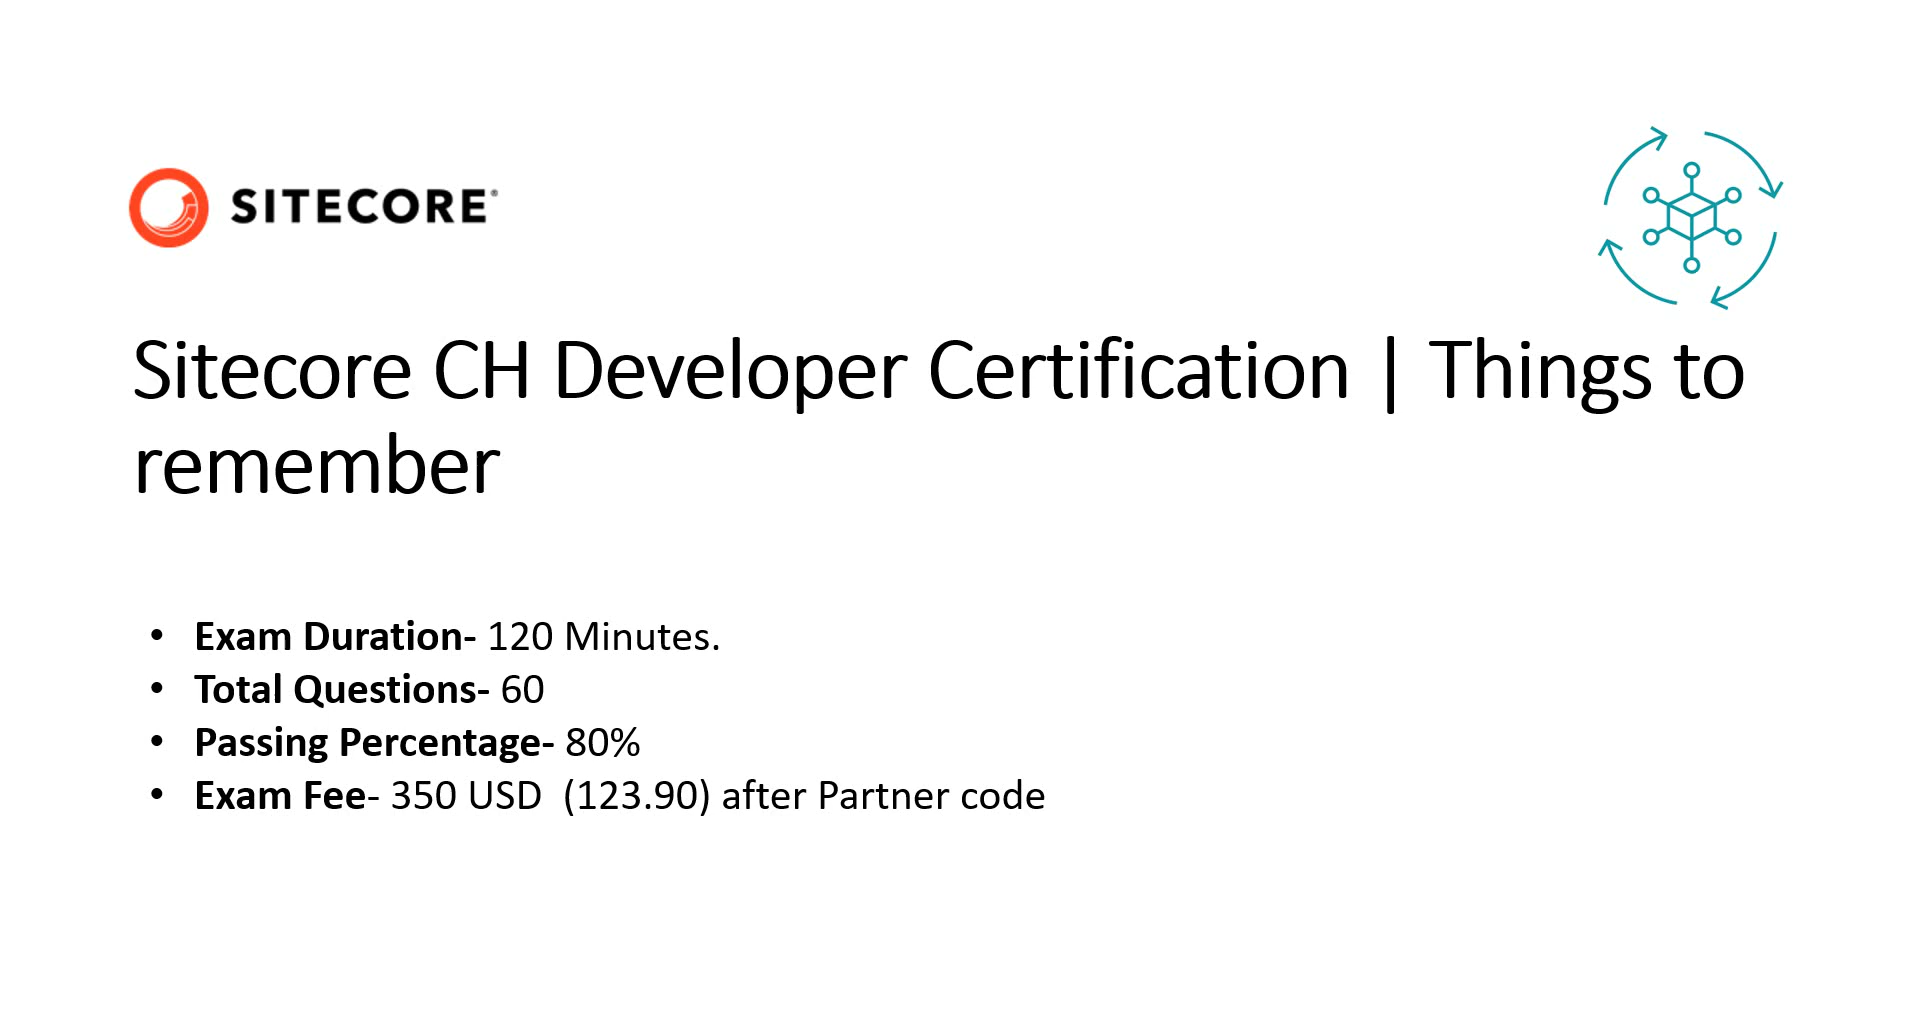 SITECORE®
Sitecore CH Developer Certification | Things to
remember
• Exam Duration- 120 Minutes.
• Total Questions- 60
• Passing Percentage- 80%
• Exam Fee- 350 USD  (123.90) after Partner code